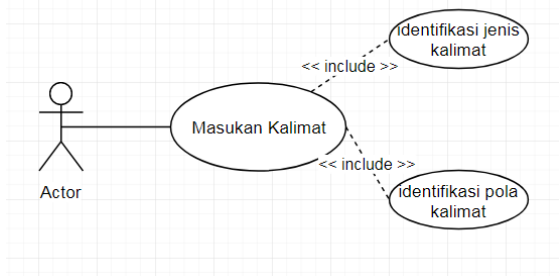 identifikasi jenis
kalimat
<< include >>
Masukan Kalimat
<< include >>
Actor
identifikasi pola
kalimat